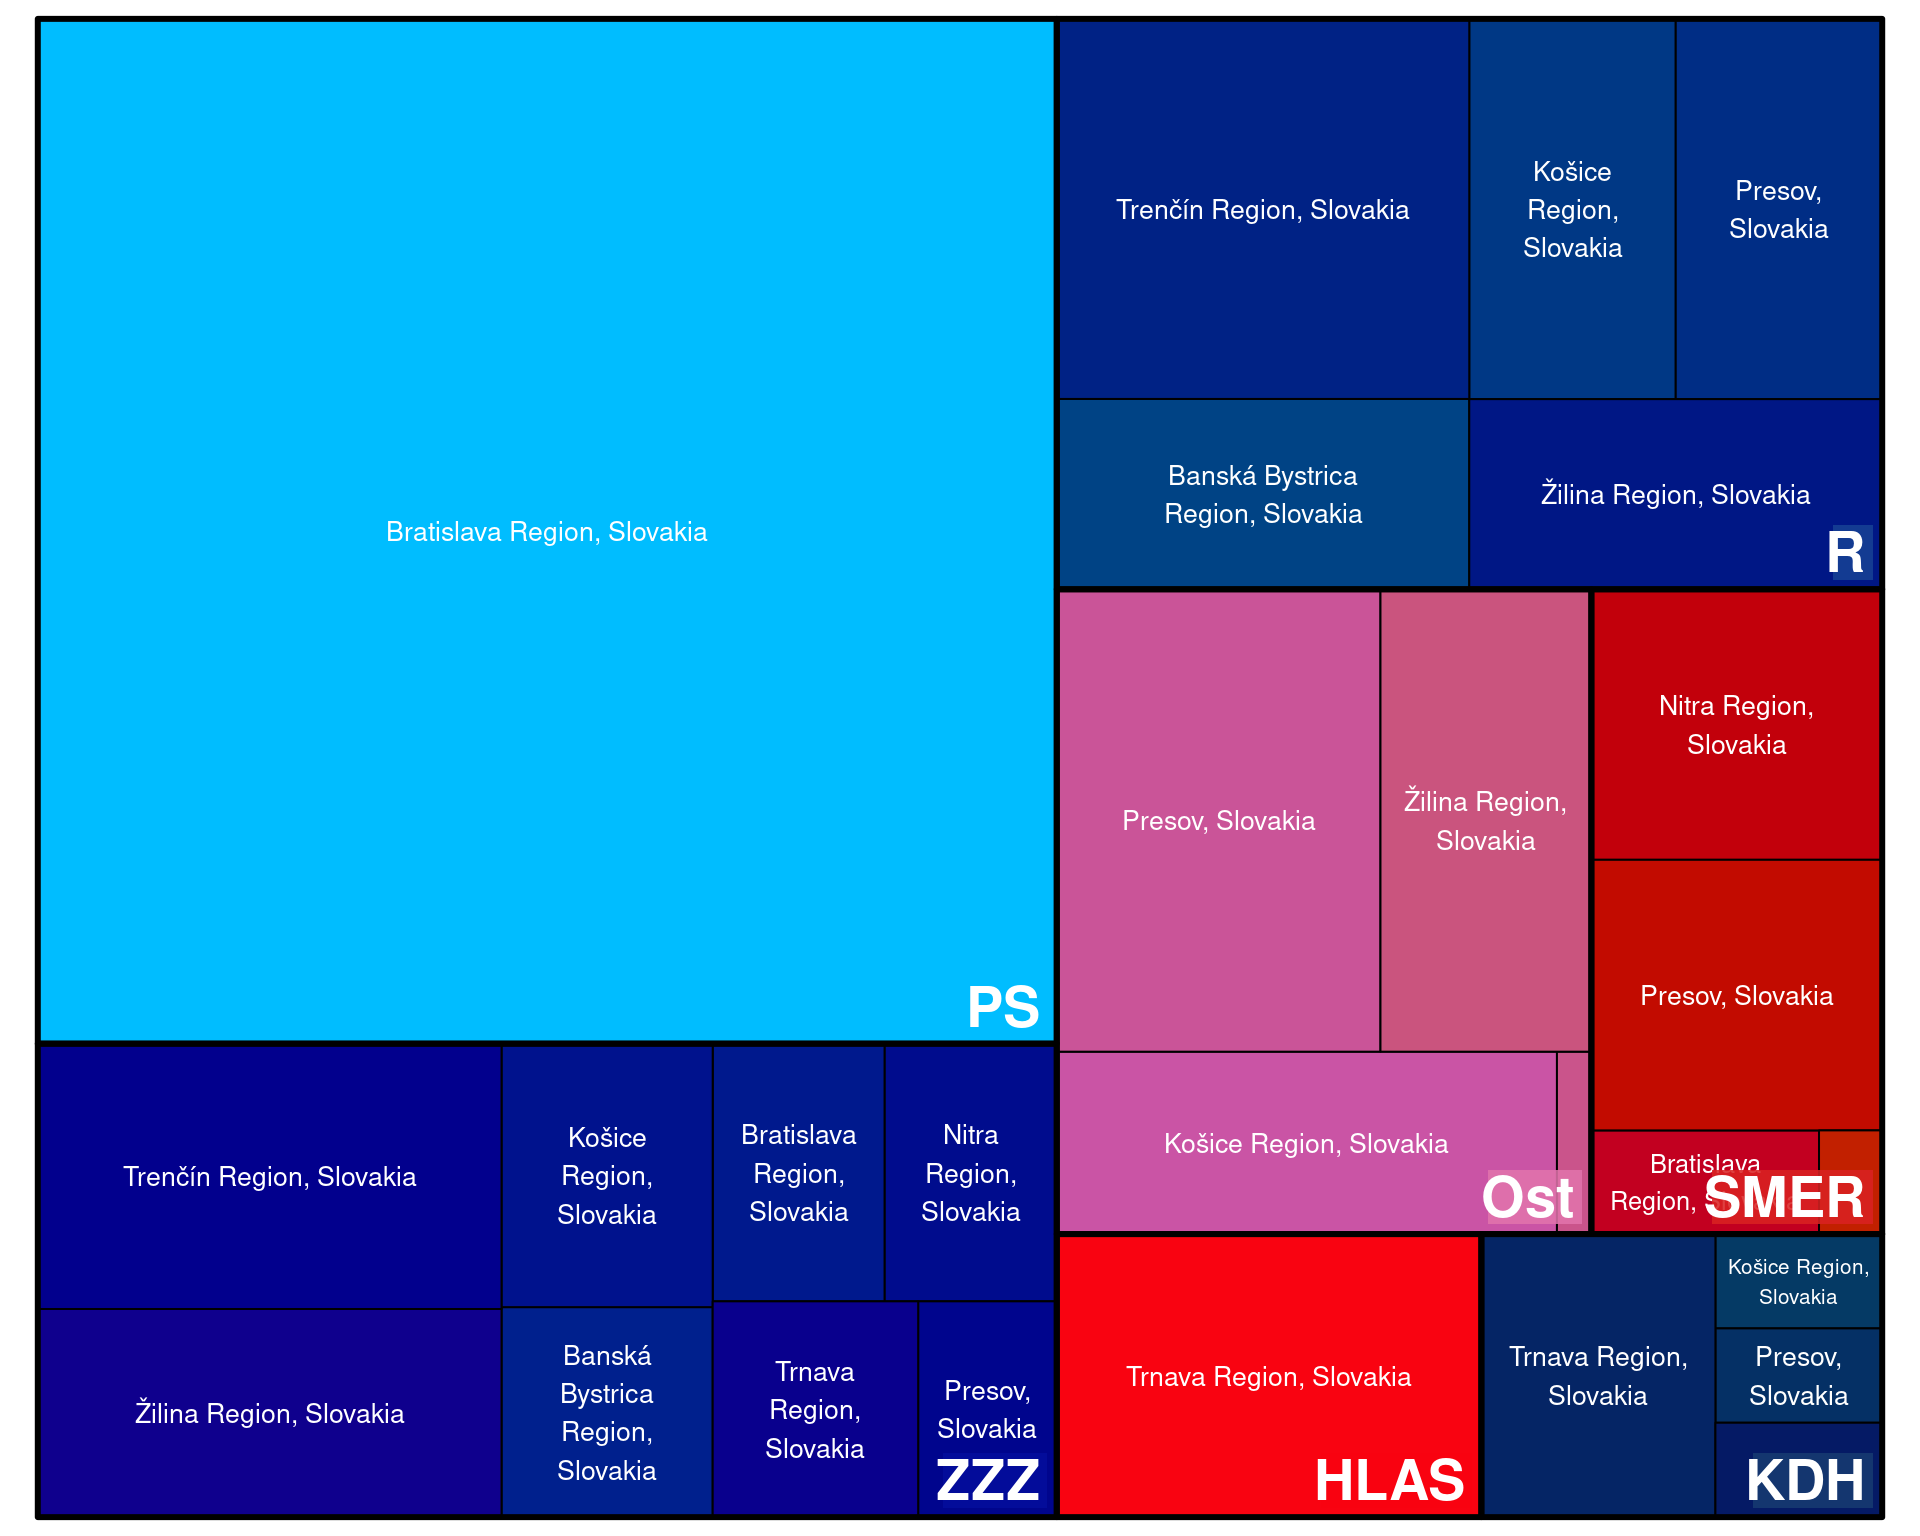 Bratislava Region, Slovakia
PS
Trenčín Region, Slovakia
Košice
Region,
Slovakia
Presov,
Slovakia
Banská Bystrica
Region, Slovakia
Žilina Region, Slovakia
R
Presov, Slovakia
Žilina Region,
Slovakia
Košice Region, Slovakia
Ost
Nitra Region,
Slovakia
Presov, Slovakia
Bratislava
Region,
SMER
Trenčín Region, Slovakia
Košice
Region,
Slovakia
Bratislava
Region,
Slovakia
Nitra
Region,
Slovakia
Žilina Region, Slovakia
Banská
Bystrica
Region,
Slovakia
Trnava
Region,
Slovakia
Presov,
Slovakia
ZZZ
Trnava Region, Slovakia
HLAS
Trnava Region,
Slovakia
Košice Region,
Slovakia
Presov,
Slovakia
KDH